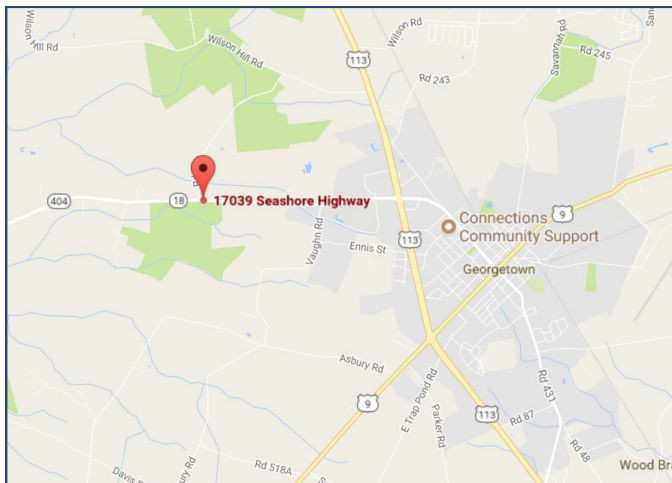 Wilson
Hill Rd
Wilson Hill Rd
113
Wilson Rd
Rd 243
Savannah Rd
Rd 245
404
18
17039 Seashore Highway
Vaughn Rd
Ennis St
113
Connections
Community Support
9
Georgetown
Asbury Rd
9
E Trap Pond Rd
Parker Rd
113
Rd 87
Rd 431
Rd 48
Rd 518A
Wood Br